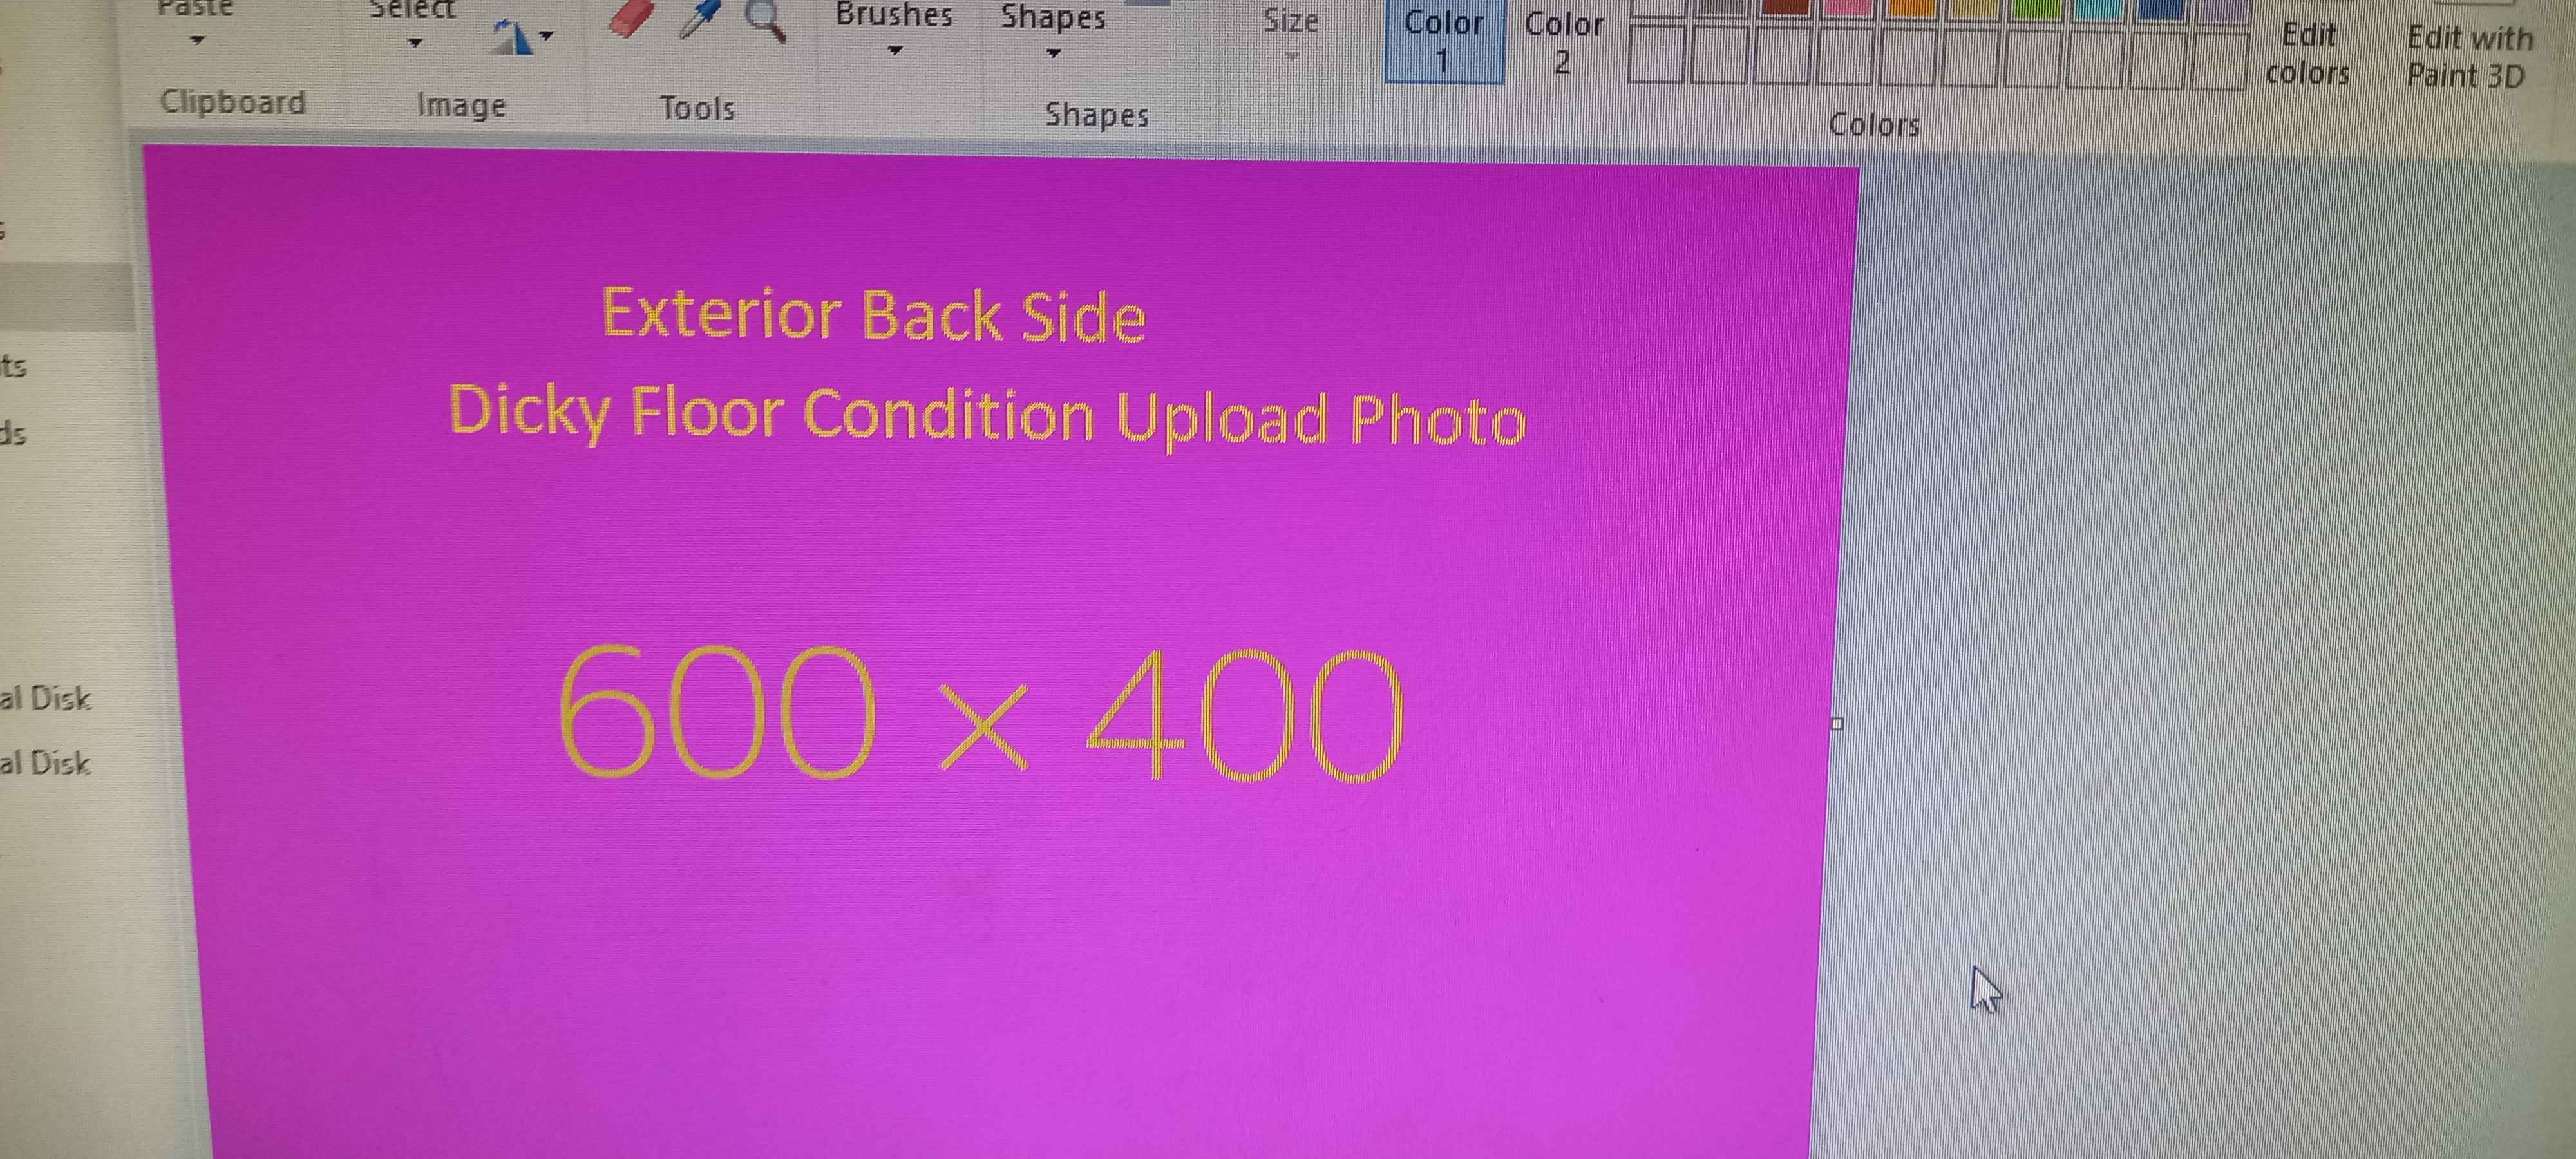 Paste
Select
Brushes
Shapes
Size
Color
1
Color
2
Edit
colors
Edit with
Paint 3D
Clipboard
Image
Tools
Shapes
Colors
Exterior Back Side
Dicky Floor Condition Upload Photo
600 × 400
ts
ds
al Disk
al Disk